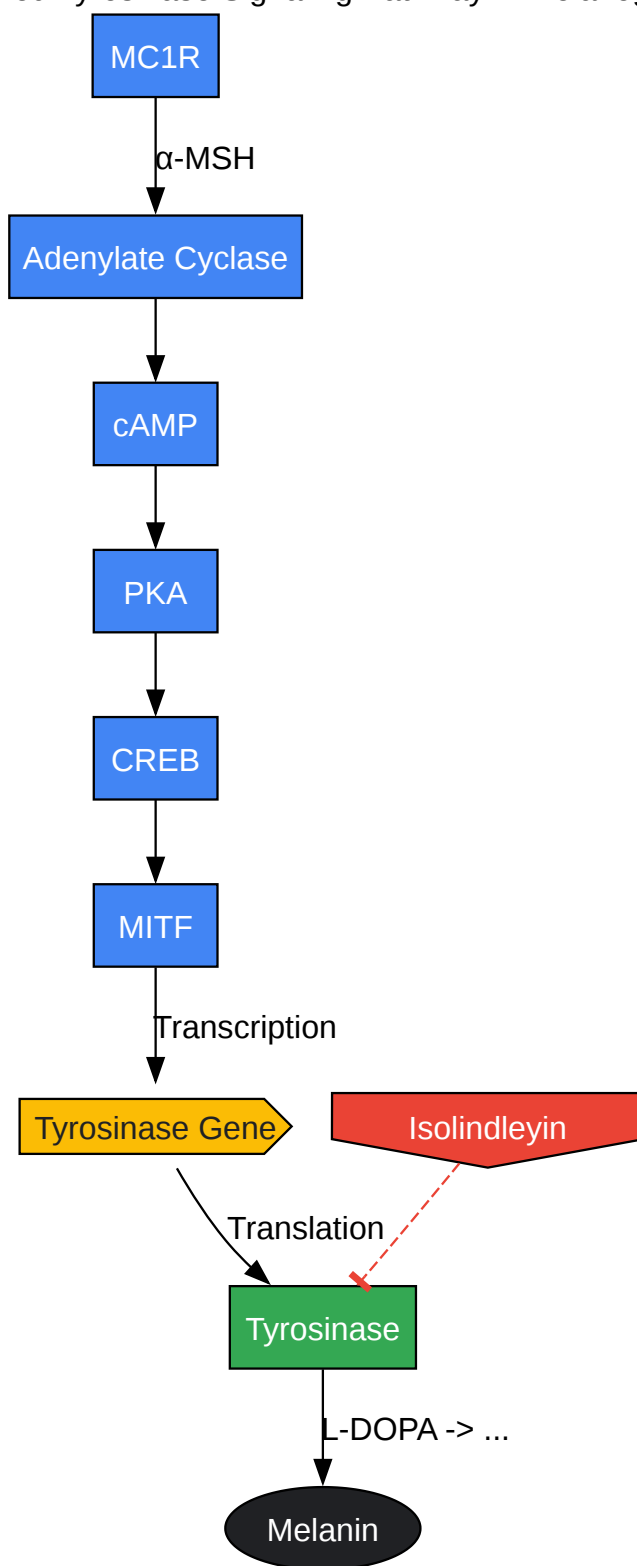 MC1R
α-MSH
Adenylate Cyclase
cAMP
PKA
CREB
MITF
Transcription
Tyrosinase Gene
Isolindleyin
Translation
Tyrosinase
L-DOPA -> ...
Melanin